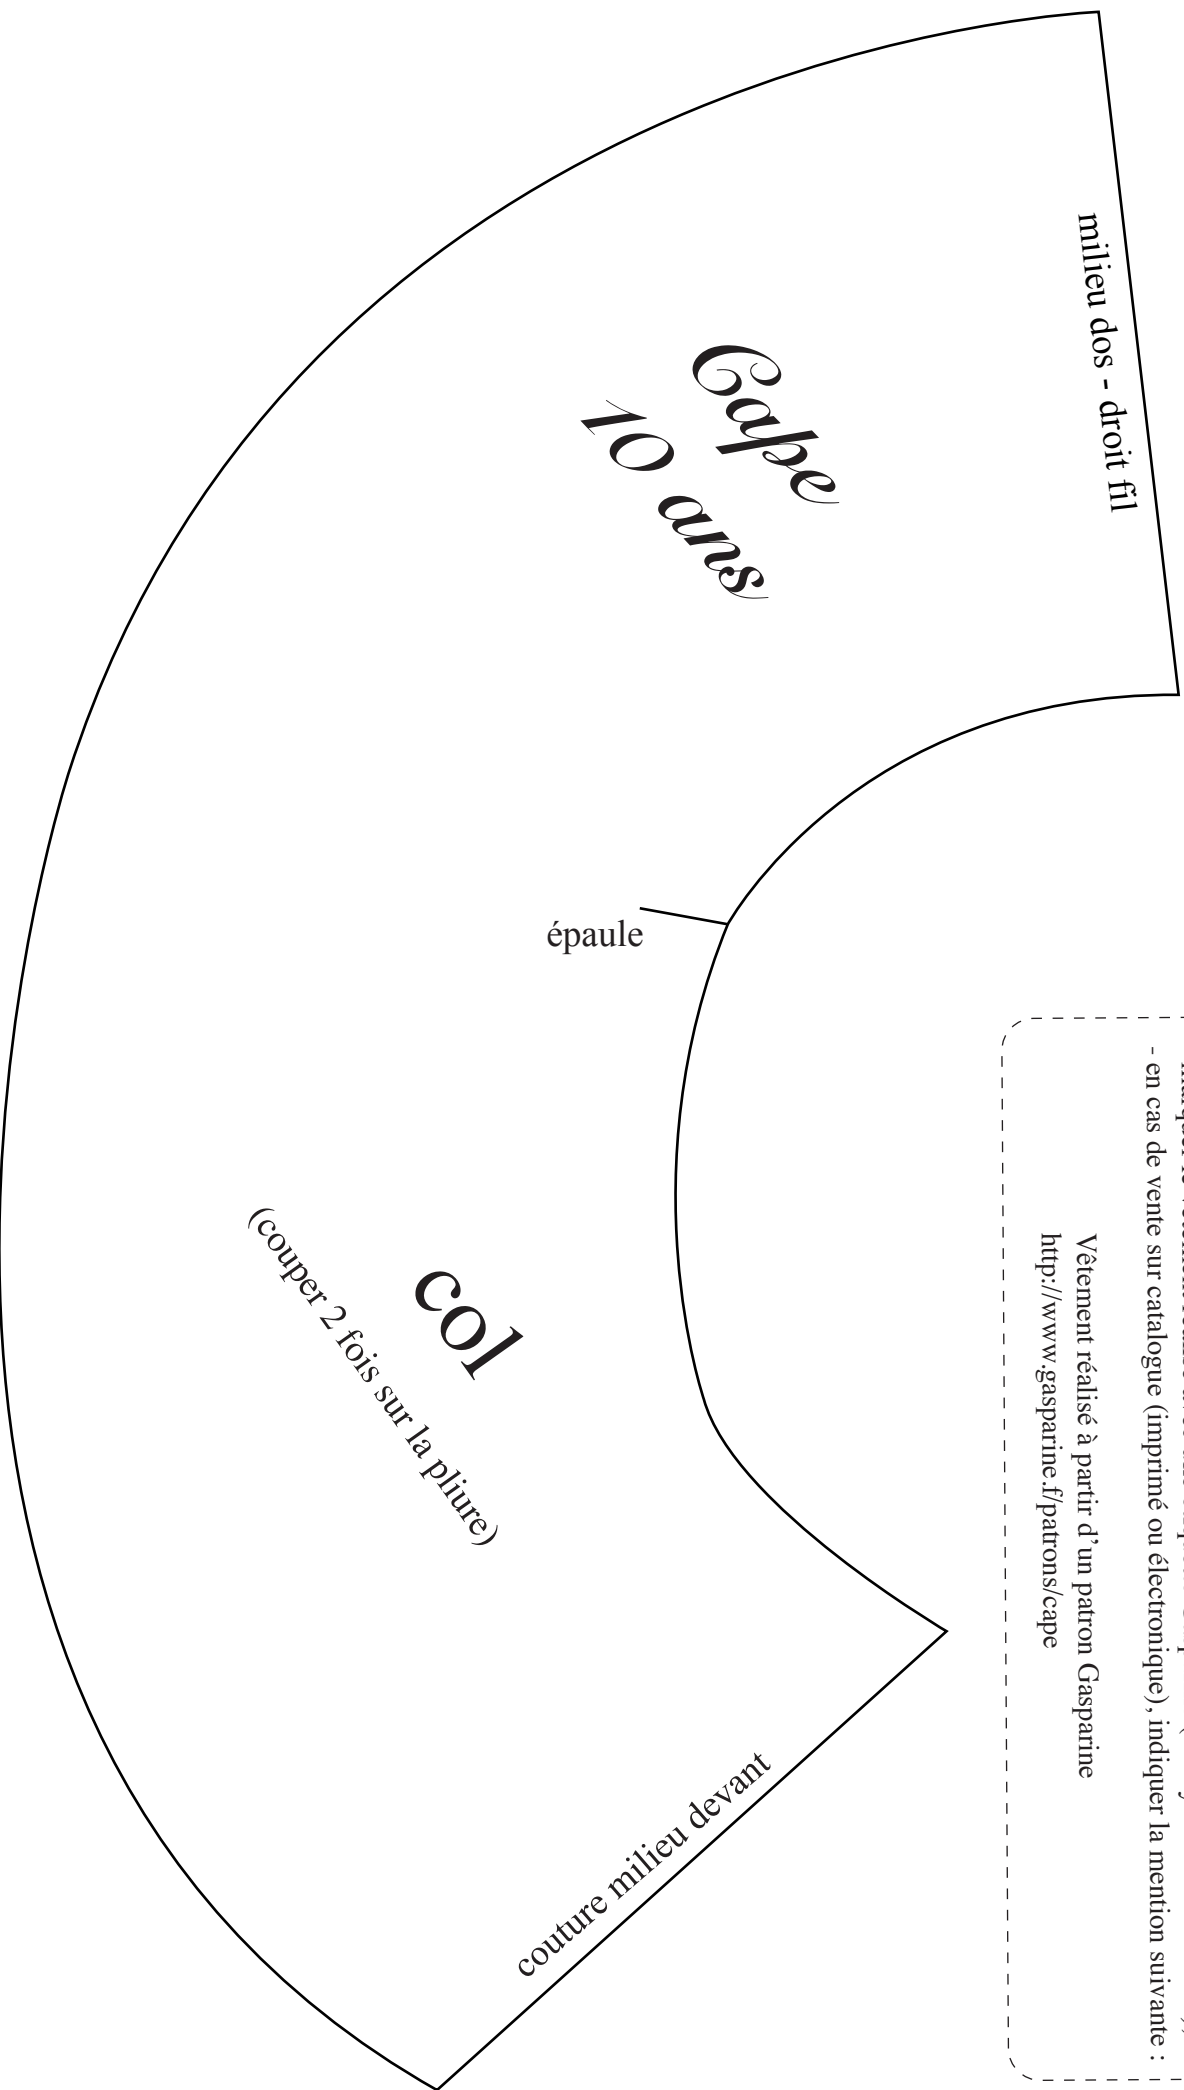 milieu dos - droit fil
Cape
10 ans
épaule
col
(couper 2 fois sur la pliure)
couture milieu devant
- en cas de vente sur catalogue (imprimé ou électronique), indiquer la mention suivante :
Vêtement réalisé à partir d’un patron Gasparine
http://www.gasparine.f/patrons/cape